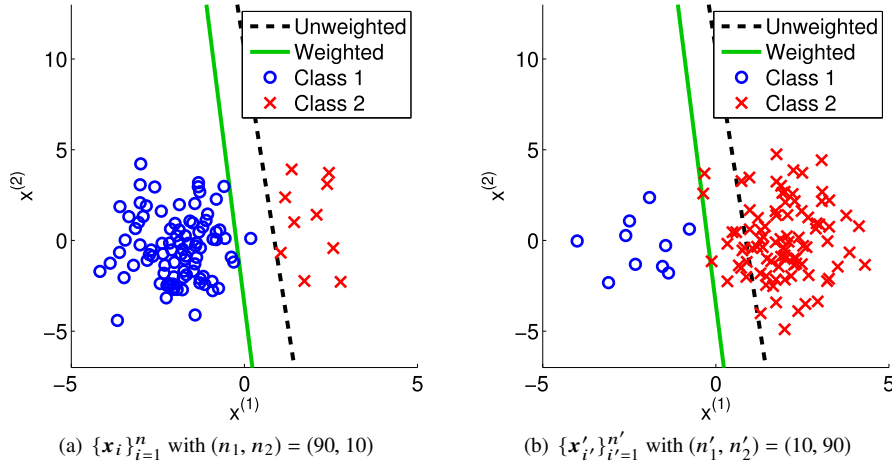 Unweighted
Weighted
Class 1
Class 2
10
5
0
−5
x(2)
−5
0
5
x(1)
(a) {xᵢ}ⁿᵢ₌₁ with (n₁, n₂) = (90, 10)
Unweighted
Weighted
Class 1
Class 2
10
5
0
−5
x(2)
−5
0
5
x(1)
(b) {x′ᵢ′}ⁿ′ᵢ′₌₁ with (n′₁, n′₂) = (10, 90)